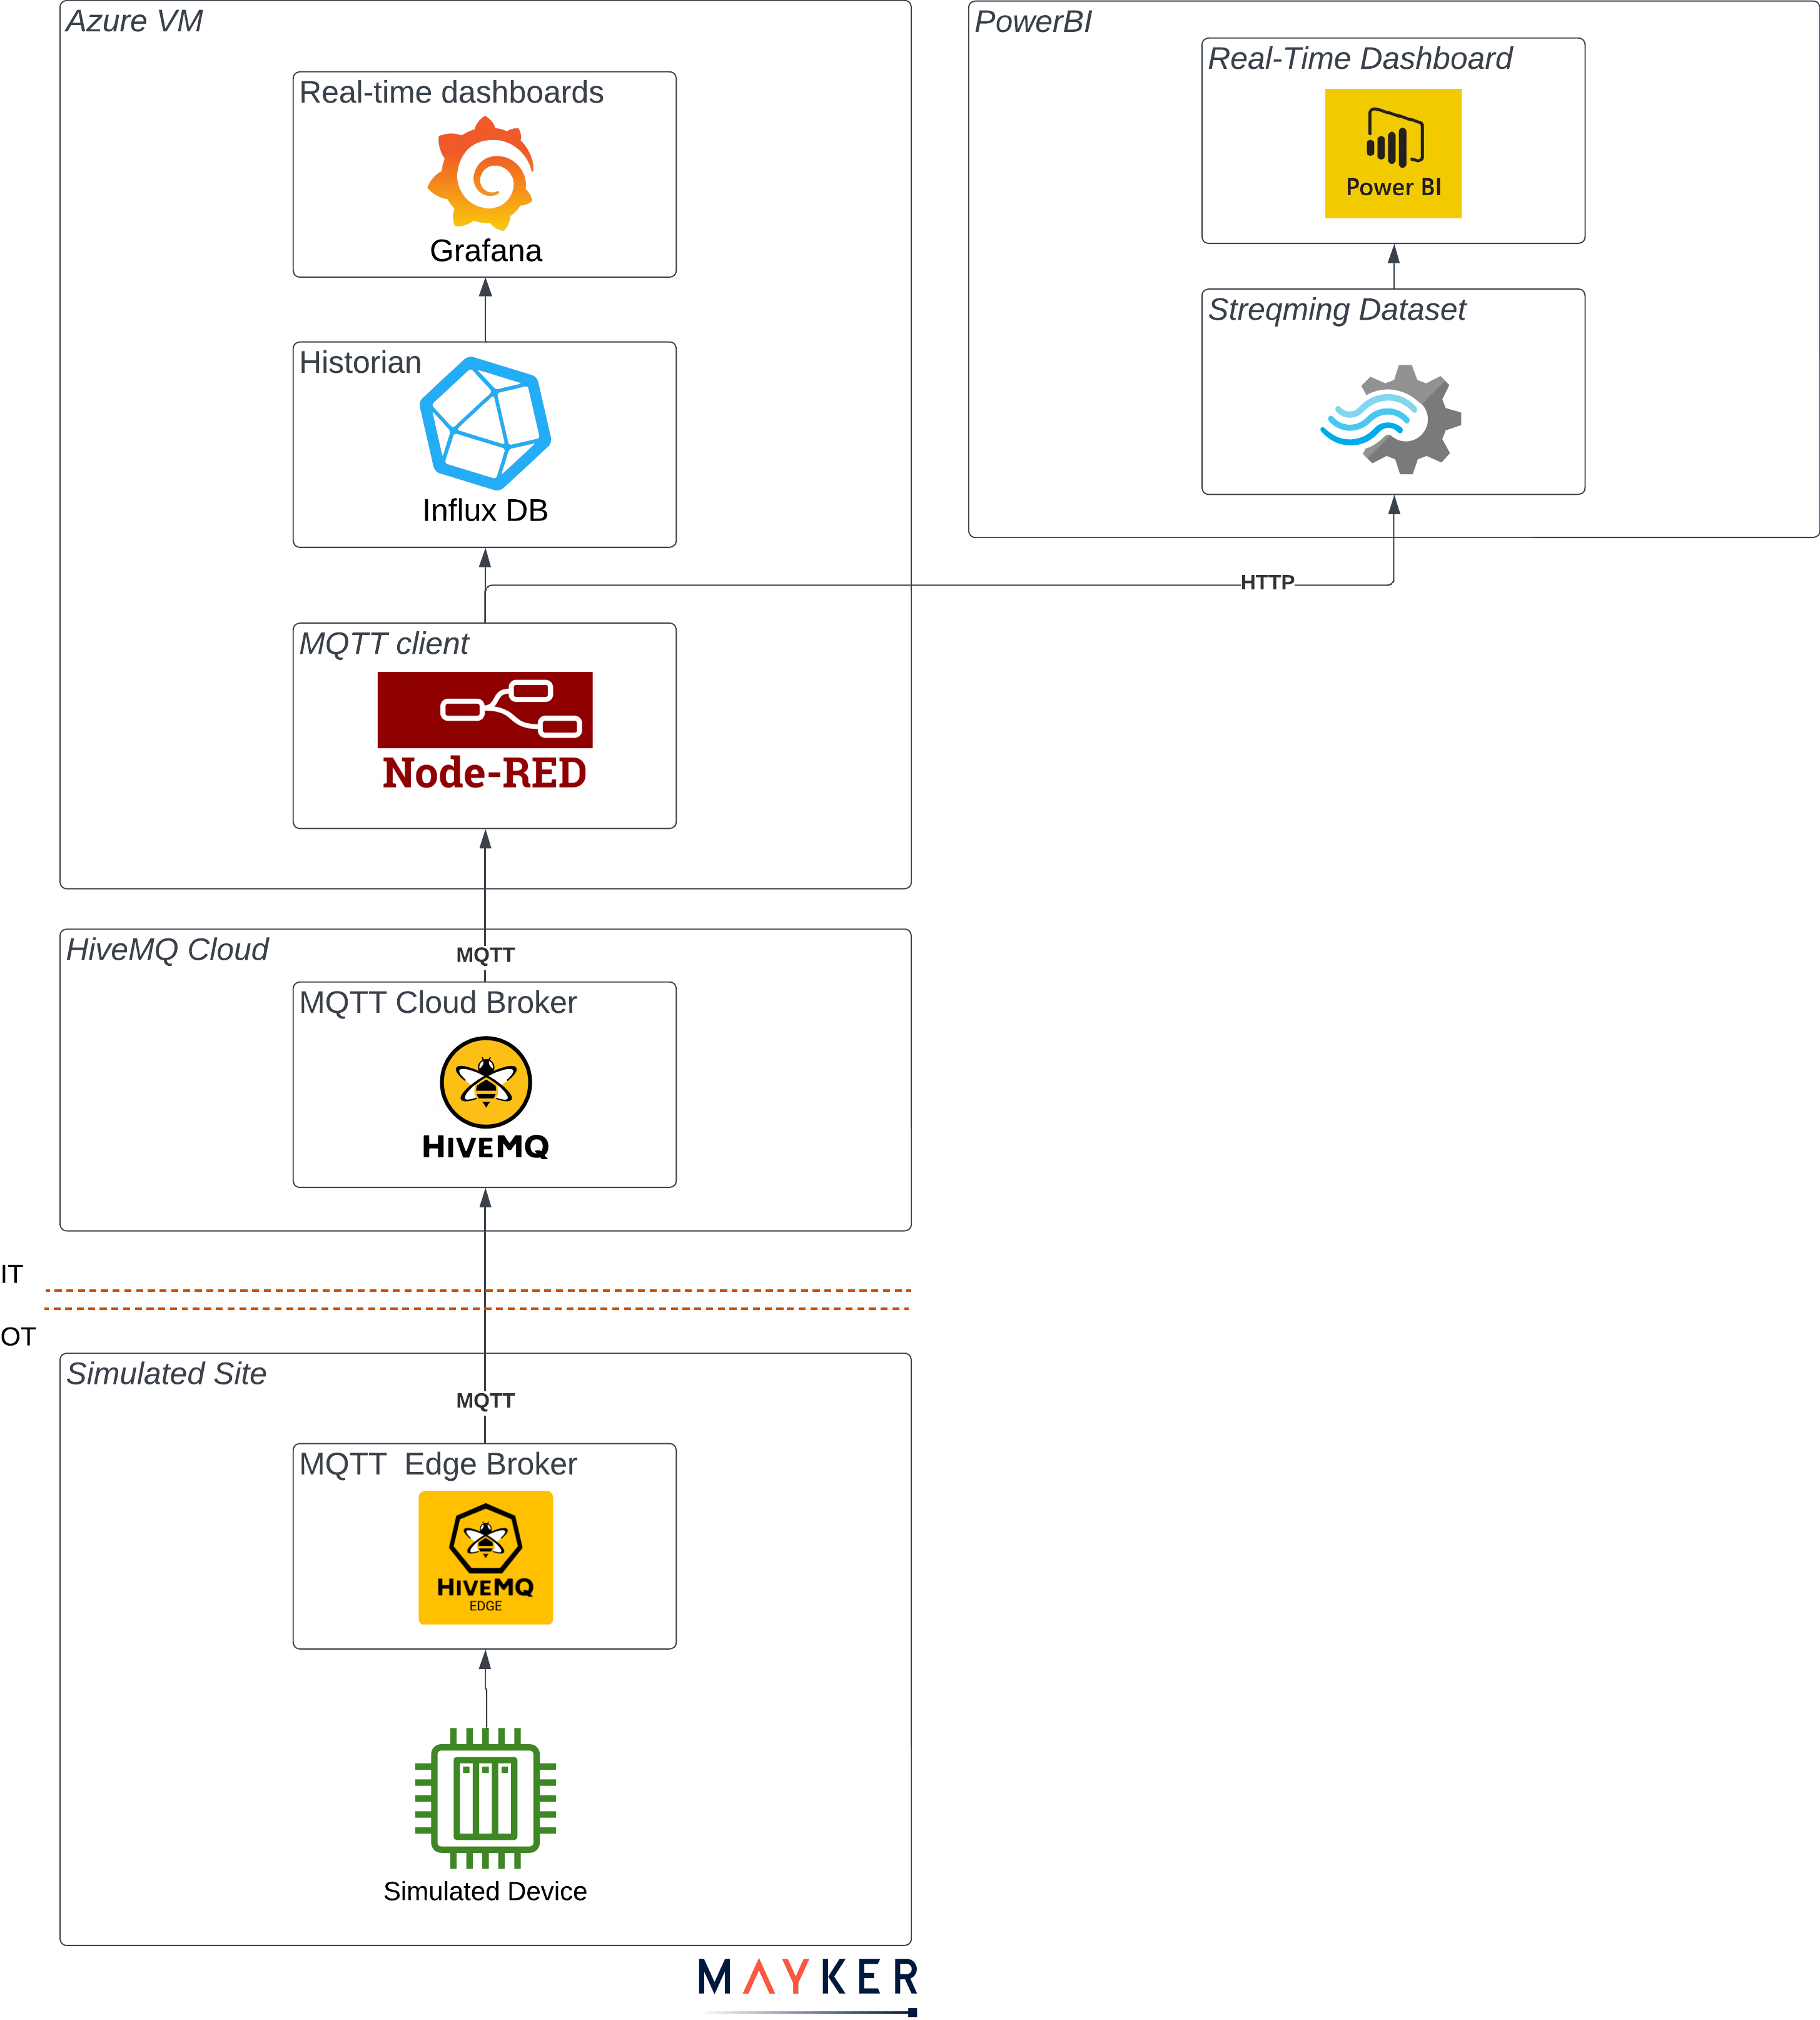 Azure VM
Real-time dashboards
Grafana
Historian
Influx DB
MQTT client
Node-RED
PowerBI
Real-Time Dashboard
Power BI
Streqming Dataset
HTTP
HiveMQ Cloud
MQTT
MQTT Cloud Broker
HIVEMQ
IT
OT
Simulated Site
MQTT
MQTT  Edge Broker
HIVEMQ
EDGE
Simulated Device
MAYKER